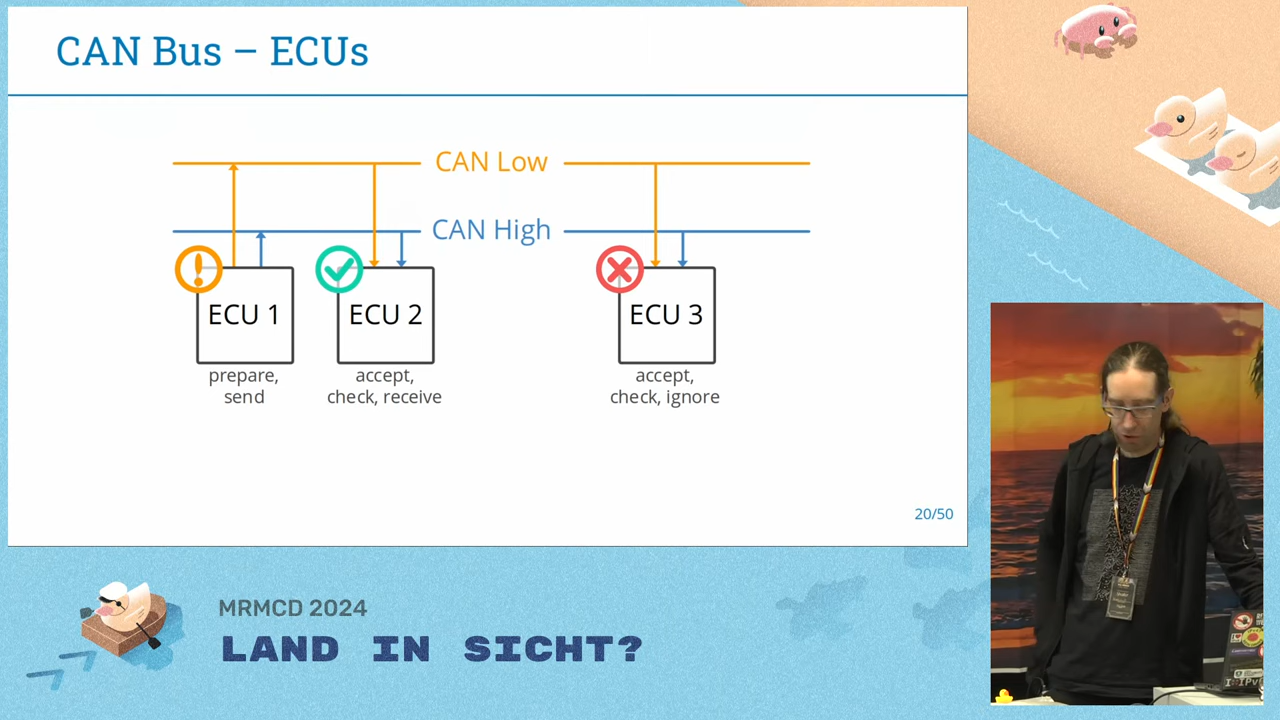 CAN Bus – ECUs
CAN Low
CAN High
ECU 1
ECU 2
ECU 3
prepare,
send
accept,
check, receive
accept,
check, ignore
20/50
MRMCD 2024
LAND IN SICHT?